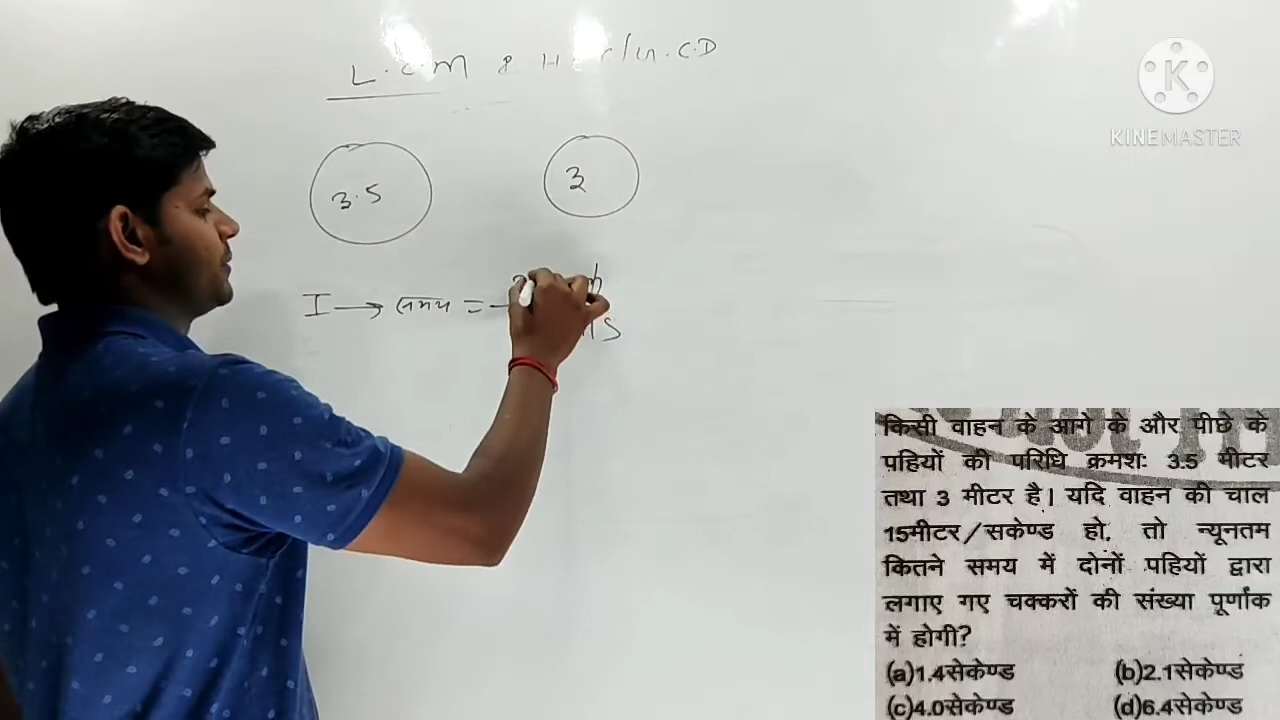 L.C.M & H /G.C.D
KINEMASTER
3.5
3
I → समय =
किसी वाहन के आगे के और पीछे के
पहियों की परिधि क्रमशः 3.5 मीटर
तथा 3 मीटर है। यदि वाहन की चाल
15मीटर/सकेण्ड हो, तो न्यूनतम
कितने समय में दोनों पहियों द्वारा
लगाए गए चक्करों की संख्या पूर्णांक
में होगी?
(a)1.4सेकेण्ड (b)2.1सेकेण्ड
(c)4.0सेकेण्ड (d)6.4सेकेण्ड